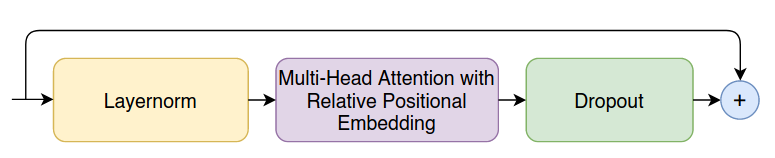 Layernorm
Multi-Head Attention with
Relative Positional
Embedding
Dropout
+